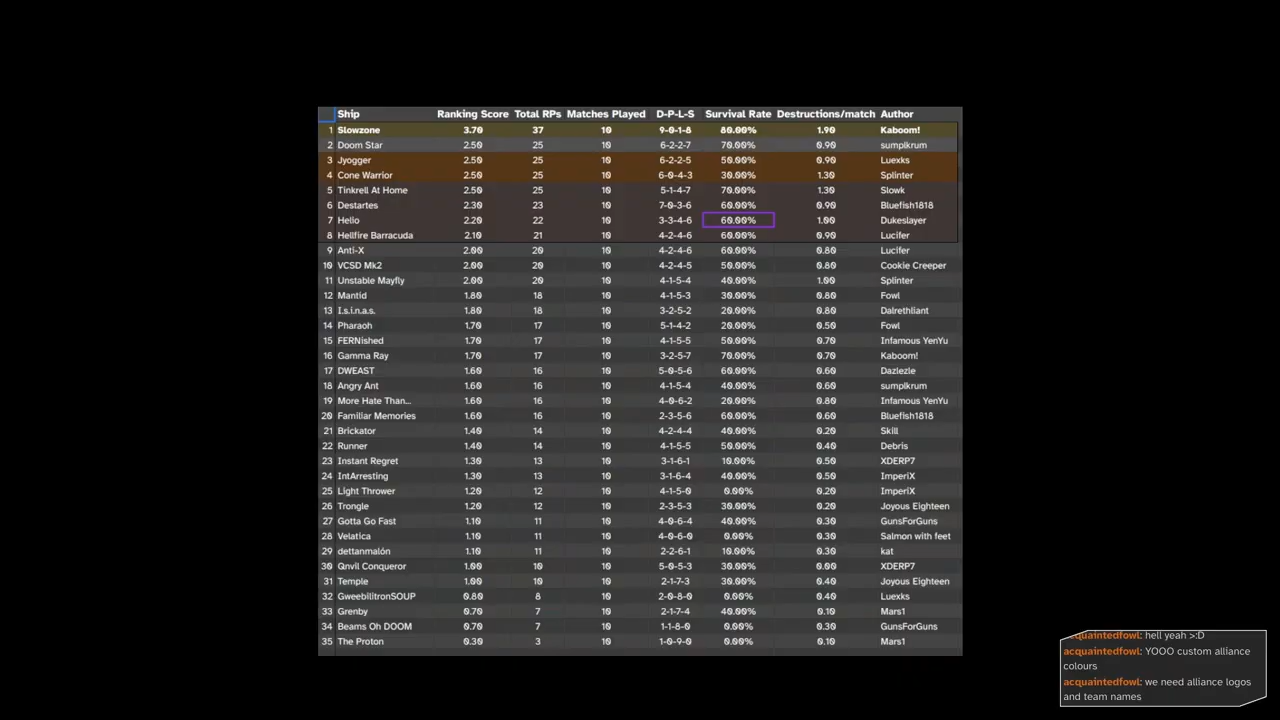 Ship Ranking Score Total RPs Matches Played D-P-L-S Survival Rate Destructions/match Author
1 Slowzone 3.70 37 10 9-0-1-8 80.00% 1.90 Kaboom!
2 Doom Star 2.50 25 10 6-2-2-7 70.00% 0.90 sumplkrum
3 Jyogger 2.50 25 10 6-2-2-5 50.00% 0.90 Luexks
4 Cone Warrior 2.50 25 10 6-0-4-3 30.00% 1.30 Splinter
5 Tinkrell At Home 2.50 25 10 5-1-4-7 70.00% 1.30 Slowk
6 Destartes 2.30 23 10 7-0-3-6 60.00% 0.90 Bluefish1818
7 Helio 2.20 22 10 3-3-4-6 60.00% 1.00 Dukeslayer
8 Hellfire Barracuda 2.10 21 10 4-2-4-6 60.00% 0.90 Lucifer
9 Anti-X 2.00 20 10 4-2-4-6 60.00% 0.80 Lucifer
10 VCSD Mk2 2.00 20 10 4-2-4-5 50.00% 0.80 Cookie Creeper
11 Unstable Mayfly 2.00 20 10 4-1-5-4 40.00% 1.00 Splinter
12 Mantid 1.80 18 10 4-1-5-3 30.00% 0.80 Fowl
13 I.s.i.n.a.s. 1.80 18 10 3-2-5-2 20.00% 0.80 Dalrethliant
14 Pharaoh 1.70 17 10 5-1-4-2 20.00% 0.50 Fowl
15 FERNished 1.70 17 10 4-1-5-5 50.00% 0.70 Infamous YenYu
16 Gamma Ray 1.70 17 10 3-2-5-7 70.00% 0.70 Kaboom!
17 DWEAST 1.60 16 10 5-0-5-6 60.00% 0.60 Dazlezle
18 Angry Ant 1.60 16 10 4-1-5-4 40.00% 0.60 sumplkrum
19 More Hate Than... 1.60 16 10 4-0-6-2 20.00% 0.80 Infamous YenYu
20 Familiar Memories 1.60 16 10 2-3-5-6 60.00% 0.60 Bluefish1818
21 Brickator 1.40 14 10 4-2-4-4 40.00% 0.20 Skill
22 Runner 1.40 14 10 4-1-5-5 50.00% 0.40 Debris
23 Instant Regret 1.30 13 10 3-1-6-1 10.00% 0.50 XDERP7
24 IntArresting 1.30 13 10 3-1-6-4 40.00% 0.50 ImperiX
25 Light Thrower 1.20 12 10 4-1-5-0 0.00% 0.20 ImperiX
26 Trongle 1.20 12 10 2-3-5-3 30.00% 0.20 Joyous Eighteen
27 Gotta Go Fast 1.10 11 10 4-0-6-4 40.00% 0.30 GunsForGuns
28 Velatica 1.10 11 10 4-0-6-0 0.00% 0.30 Salmon with feet
29 dettanmalón 1.10 11 10 2-2-6-1 10.00% 0.30 kat
30 Qnvil Conqueror 1.00 10 10 5-0-5-3 30.00% 0.00 XDERP7
31 Temple 1.00 10 10 2-1-7-3 30.00% 0.40 Joyous Eighteen
32 GweebilitronSOUP 0.80 8 10 2-0-8-0 0.00% 0.40 Luexks
33 Grenby 0.70 7 10 2-1-7-4 40.00% 0.10 Mars1
34 Beams Oh DOOM 0.70 7 10 1-1-8-0 0.00% 0.30 GunsForGuns
35 The Proton 0.30 3 10 1-0-9-0 0.00% 0.10 Mars1
acquaintedfowl: hell yeah >:D
acquaintedfowl: YOOO custom alliance
colours
acquaintedfowl: we need alliance logos
and team names